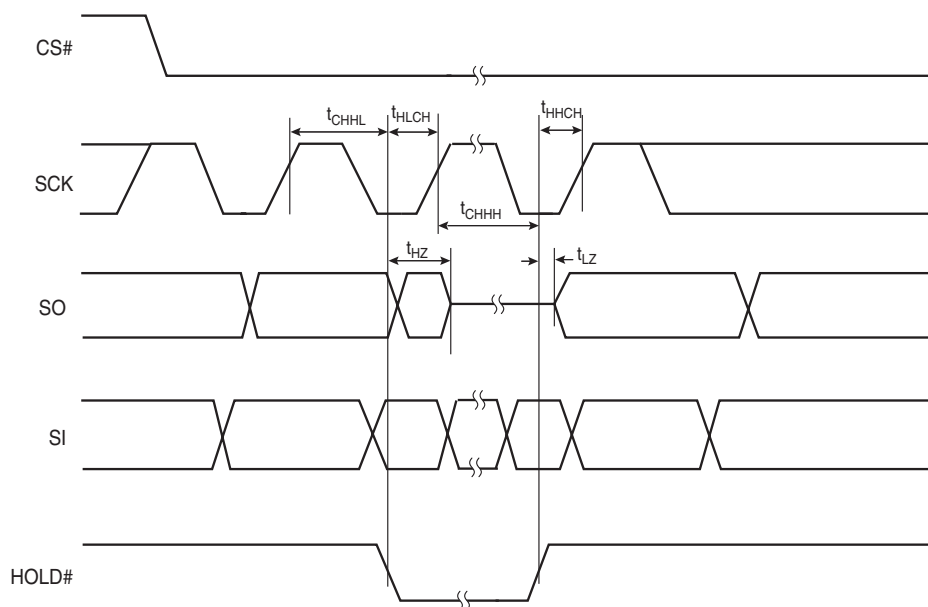 CS#
tCHHL
tHLCH
tHHCH
SCK
tCHHH
tHZ
tLZ
SO
SI
HOLD#